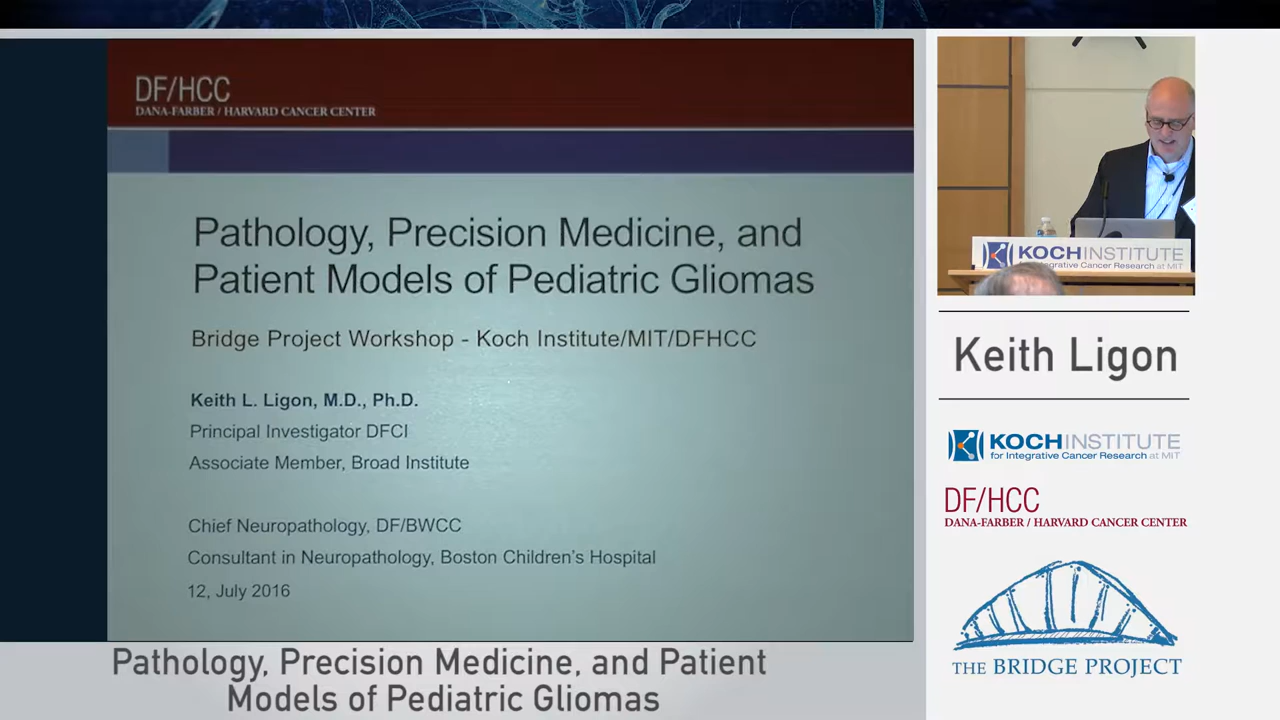 DF/HCC
DANA-FARBER / HARVARD CANCER CENTER
Pathology, Precision Medicine, and
Patient Models of Pediatric Gliomas
Bridge Project Workshop - Koch Institute/MIT/DFHCC
Keith L. Ligon, M.D., Ph.D.
Principal Investigator DFCI
Associate Member, Broad Institute
Chief Neuropathology, DF/BWCC
Consultant in Neuropathology, Boston Children's Hospital
12, July 2016
Pathology, Precision Medicine, and Patient
Models of Pediatric Gliomas
KOCH INSTITUTE
for Integrative Cancer Research at MIT
Keith Ligon
KOCH INSTITUTE
for Integrative Cancer Research at MIT
DF/HCC
DANA-FARBER / HARVARD CANCER CENTER
THE BRIDGE PROJECT